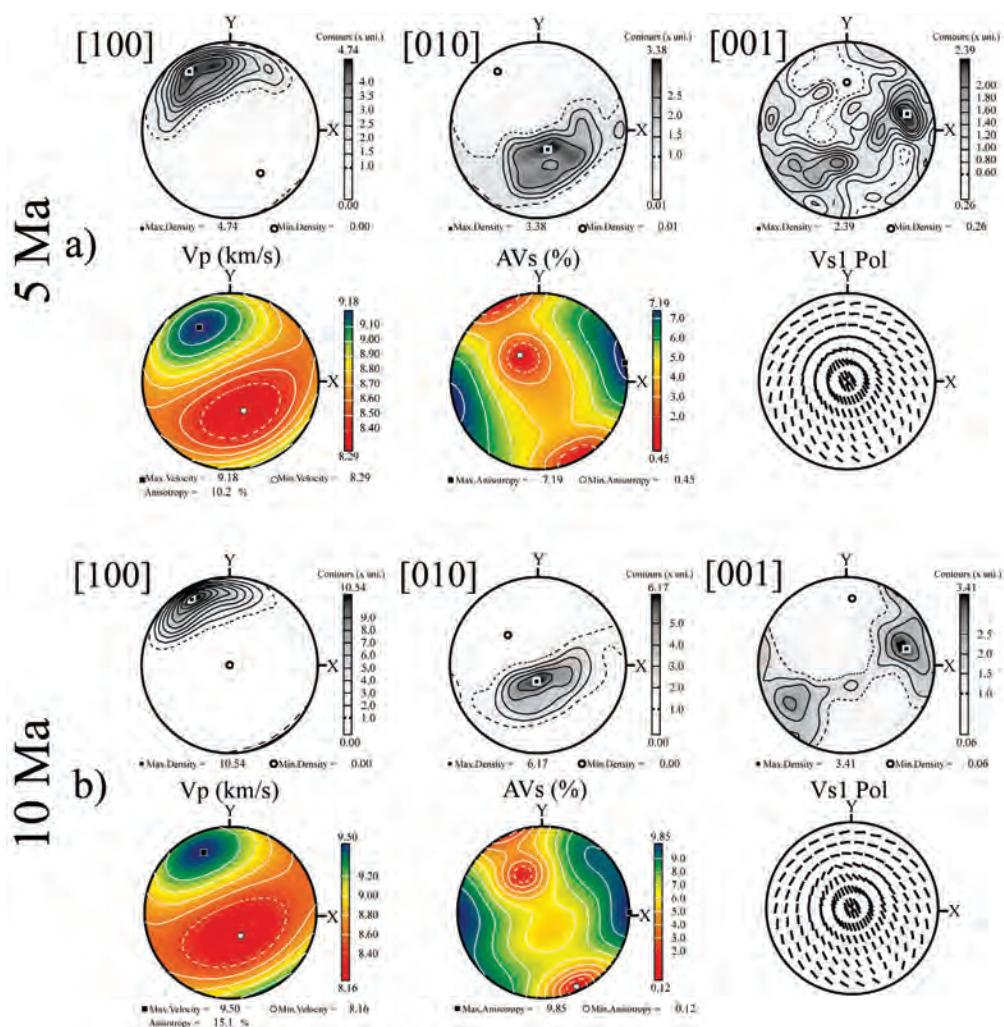 5 Ma
a)
[100]
Y
Contours (x uni.)
4.74
4.0
3.5
3.0
2.5
2.0
1.5
1.0
0.00
Max.Density = 4.74 Min.Density = 0.00
[010]
Y
X
Contours (x uni.)
3.38
2.5
2.0
1.5
1.0
0.01
Max.Density = 3.38 Min.Density = 0.01
[001]
Y
X
Contours (x uni.)
2.39
2.00
1.60
1.40
1.20
1.00
0.80
0.60
0.26
Max.Density = 2.39 Min.Density = 0.26
X
Vp (km/s)
Y
X
9.18
9.10
9.00
8.90
8.80
8.70
8.60
8.50
8.40
8.29
Max.Velocity = 9.18 Min.Velocity = 8.29
Anisotropy = 10.2 %
AVs (%)
Y
X
7.19
7.0
6.0
5.0
4.0
3.0
2.0
0.45
Max.Anisotropy = 7.19 Min.Anisotropy = 0.45
Vs1 Pol
Y
X
10 Ma
b)
[100]
Y
X
Contours (x uni.)
10.54
9.0
8.0
7.0
6.0
5.0
4.0
3.0
2.0
1.0
0.00
Max.Density = 10.54 Min.Density = 0.00
[010]
Y
X
Contours (x uni.)
6.17
5.0
4.0
3.0
2.0
1.0
0.00
Max.Density = 6.17 Min.Density = 0.00
[001]
Y
X
Contours (x uni.)
3.41
2.5
2.0
1.5
1.0
0.06
Max.Density = 3.41 Min.Density = 0.06
Vp (km/s)
Y
X
9.50
9.20
9.00
8.80
8.60
8.40
8.16
Max.Velocity = 9.50 Min.Velocity = 8.16
Anisotropy = 15.1 %
AVs (%)
Y
X
9.85
9.0
8.0
7.0
6.0
5.0
4.0
3.0
2.0
0.12
Max.Anisotropy = 9.85 Min.Anisotropy = 0.12
Vs1 Pol
Y
X